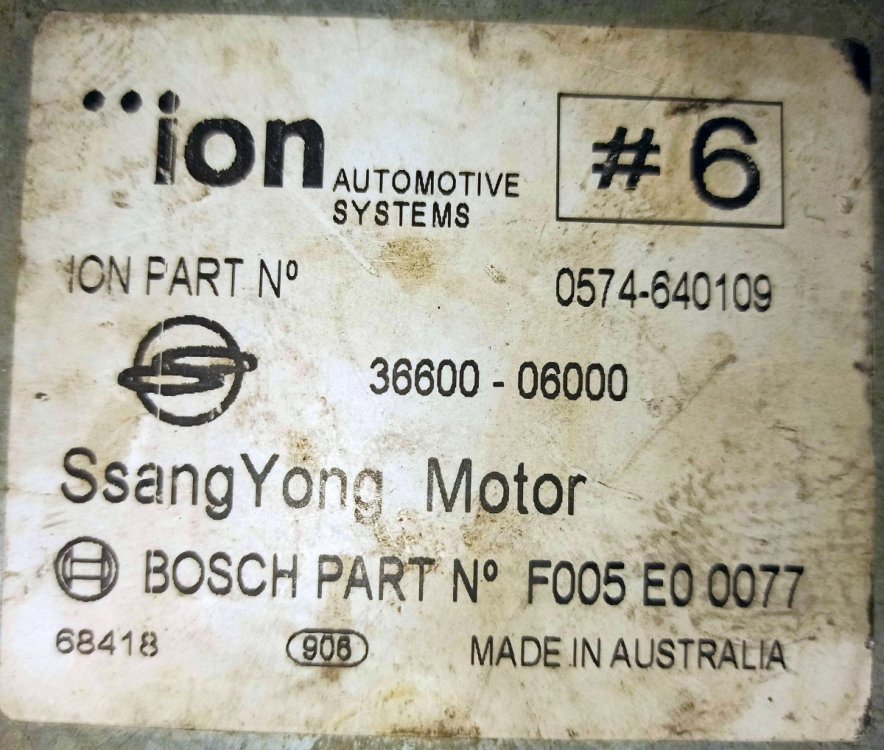 ion AUTOMOTIVE SYSTEMS
#6
ION PART Nº 0574-640109
36600 - 06000
SsangYong Motor
BOSCH PART Nº F005 E0 0077
68418 906 MADE IN AUSTRALIA